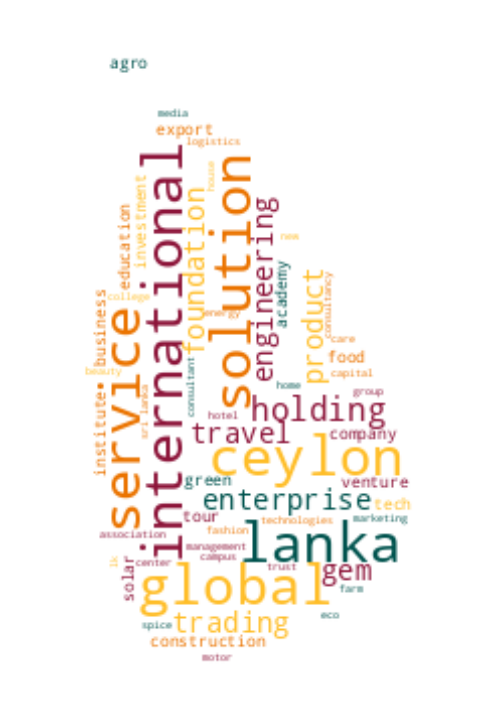 agro
media
export
logistics
international
solution
house
investment
foundation
education
engineering
new
academy
product
consultancy
college
energy
service
business
care
food
beauty
consultant
capital
institute
sri lanka
home
group
holding
hotel
travel
company
ceylon
green
venture
enterprise
tech
tour
technologies
marketing
fashion
association
lanka
management
campus
center
lk
solar
trust
gem
global
farm
eco
spice
trading
construction
motor